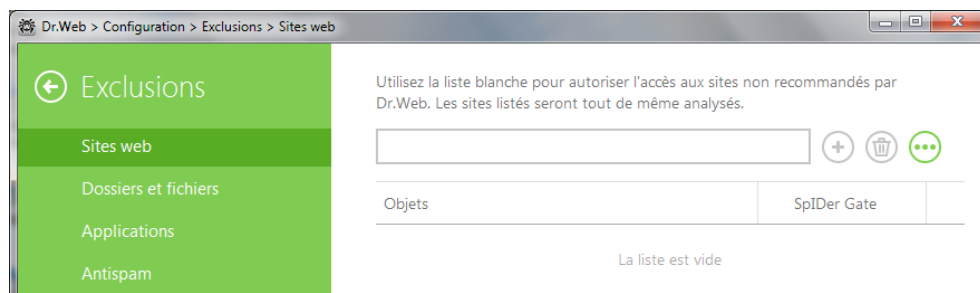 Dr.Web > Configuration > Exclusions > Sites web
Exclusions
Sites web
Dossiers et fichiers
Applications
Antispam
Utilisez la liste blanche pour autoriser l'accès aux sites non recommandés par
Dr.Web. Les sites listés seront tout de même analysés.
Objets SpIDer Gate
La liste est vide